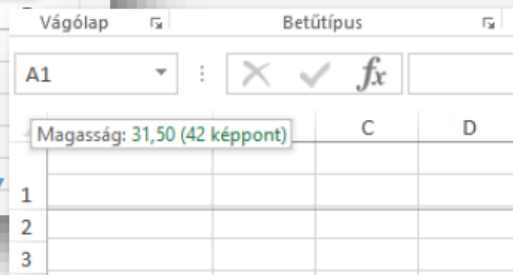 Vágólap Betűtípus
A1 fx
Magasság: 31,50 (42 képpont) C D
1
2
3